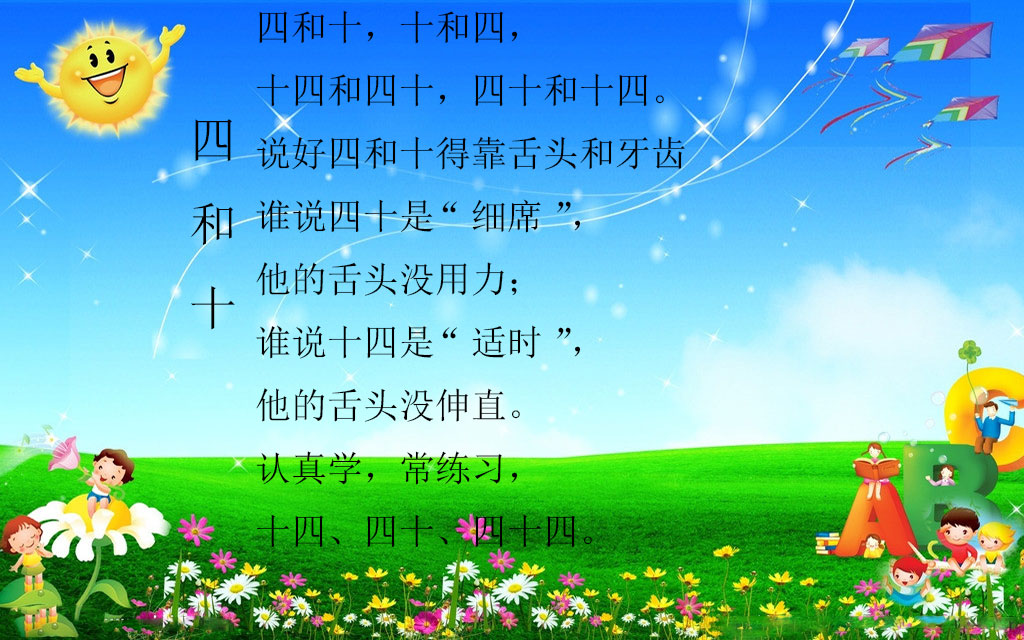 四和十
四和十，十和四，
十四和四十，四十和十四。
说好四和十得靠舌头和牙齿
谁说四十是“ 细席 ”，
他的舌头没用力；
谁说十四是“ 适时 ”，
他的舌头没伸直。
认真学，常练习，
十四、四十、四十四。
A
B
C